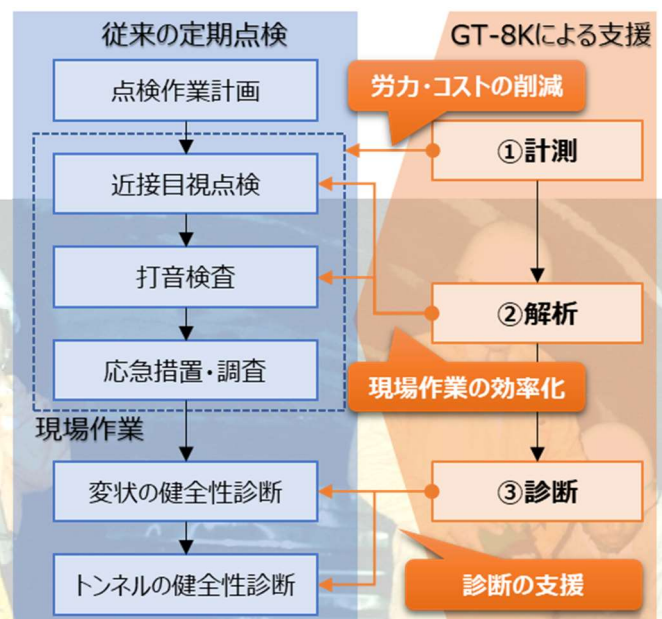 従来の定期点検
点検作業計画
近接目視点検
打音検査
応急措置・調査
現場作業
変状の健全性診断
トンネルの健全性診断
GT-8Kによる支援
労力・コストの削減
①計測
②解析
現場作業の効率化
③診断
診断の支援